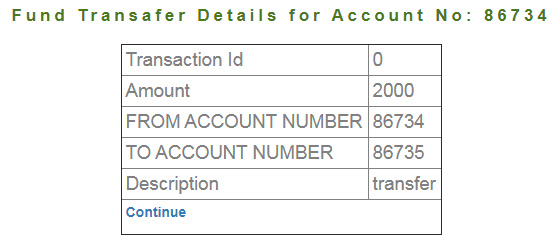 Fund Transafer Details for Account No: 86734
Transaction Id 0
Amount 2000
FROM ACCOUNT NUMBER 86734
TO ACCOUNT NUMBER 86735
Description transfer
Continue